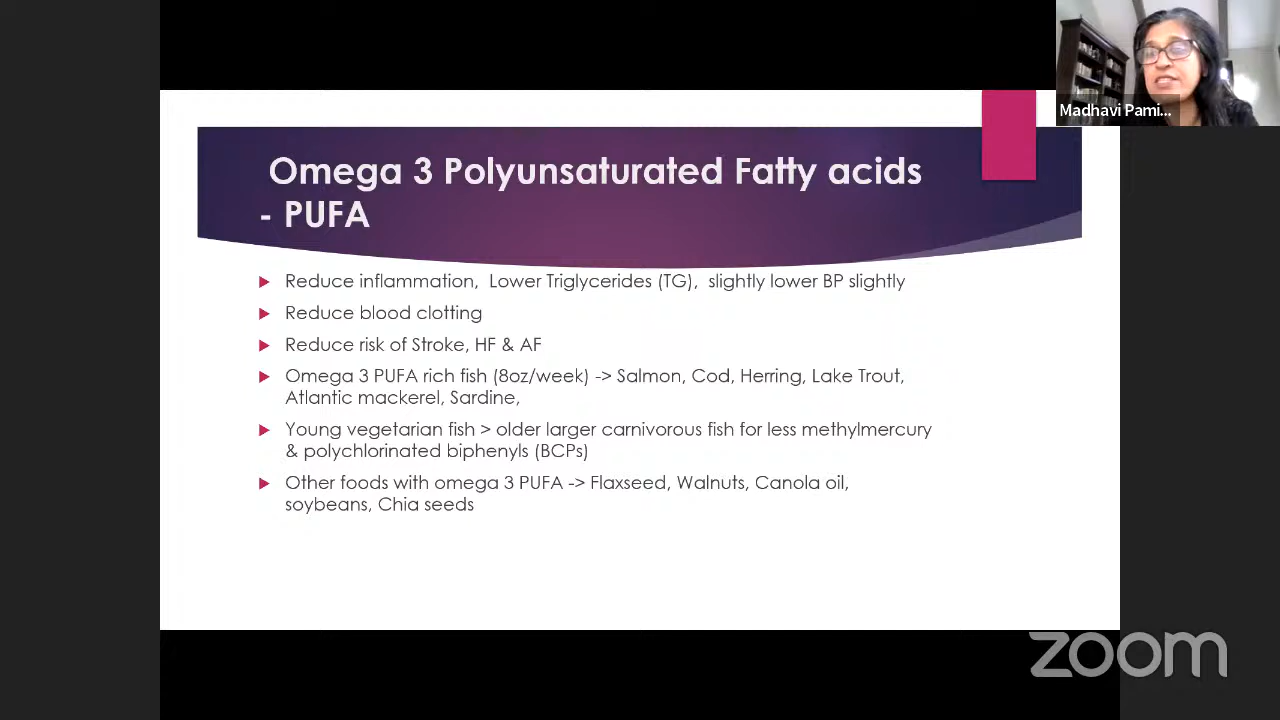 Madhavi Pami...
Omega 3 Polyunsaturated Fatty acids
- PUFA
Reduce inflammation, Lower Triglycerides (TG), slightly lower BP slightly
Reduce blood clotting
Reduce risk of Stroke, HF & AF
Omega 3 PUFA rich fish (8oz/week) -> Salmon, Cod, Herring, Lake Trout,
Atlantic mackerel, Sardine,
Young vegetarian fish > older larger carnivorous fish for less methylmercury
& polychlorinated biphenyls (BCPs)
Other foods with omega 3 PUFA -> Flaxseed, Walnuts, Canola oil,
soybeans, Chia seeds
zoom